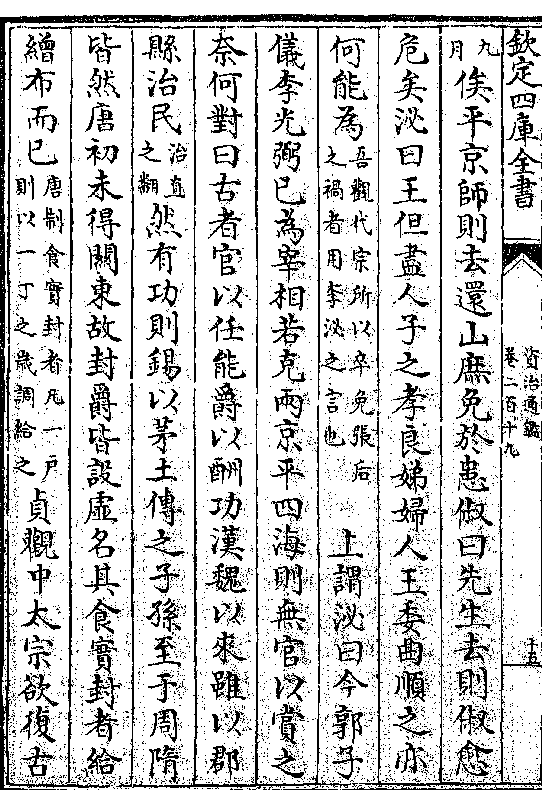 欽定四庫全書
資治通鑑
卷二百十九
十五
九月俟平京師則去還山庶免於患俶曰先生去則俶愈
危矣泌曰王但盡人子之孝良娣婦人王委曲順之亦
何能為吾觀代宗所以卒免張后之禍者用李泌之言也 上謂泌曰今郭子
儀李光弼已為宰相若克兩京平四海則無官以賞之
奈何對曰古者官以任能爵以酬功漢魏以來雖以郡
縣治民治直之翻然有功則錫以茅土傳之子孫至于周隋
皆然唐初未得關東故封爵皆設虛名其食實封者給
繒布而已唐制食實封者凡一戶則以一丁之歲調給之貞觀中太宗欲復古